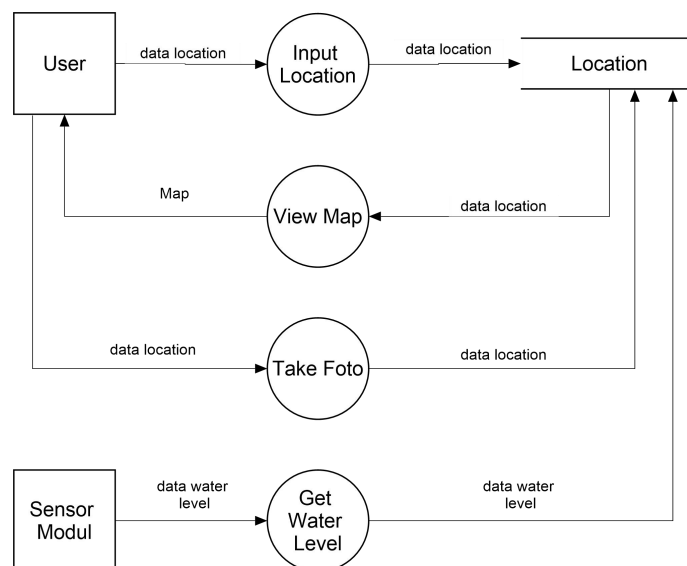 User
data location
Input
Location
data location
Location
Map
View Map
data location
data location
Take Foto
data location
Sensor
Modul
data water
level
Get
Water
Level
data water
level